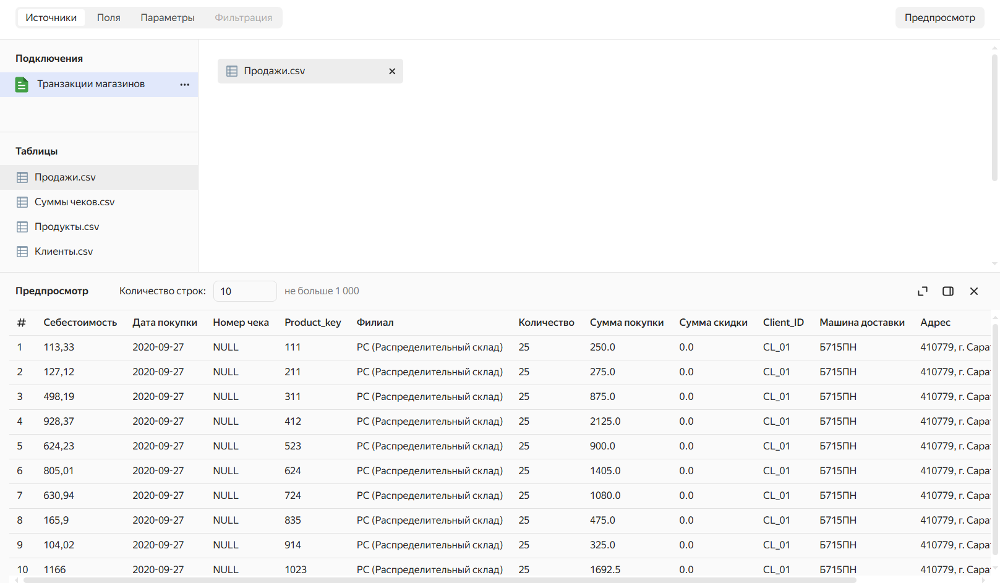 Источники Поля Параметры Фильтрация Предпросмотр
Подключения
Транзакции магазинов
Продажи.csv
Таблицы
Продажи.csv
Суммы чеков.csv
Продукты.csv
Клиенты.csv
Предпросмотр Количество строк: 10 не больше 1 000
# Себестоимость Дата покупки Номер чека Product_key Филиал Количество Сумма покупки Сумма скидки Client_ID Машина доставки Адрес
1 113,33 2020-09-27 NULL 111 РС (Распределительный склад) 25 250.0 0.0 CL_01 Б715ПН 410779, г. Сара
2 127,12 2020-09-27 NULL 211 РС (Распределительный склад) 25 275.0 0.0 CL_01 Б715ПН 410779, г. Сара
3 498,19 2020-09-27 NULL 311 РС (Распределительный склад) 25 875.0 0.0 CL_01 Б715ПН 410779, г. Сара
4 928,37 2020-09-27 NULL 412 РС (Распределительный склад) 25 2125.0 0.0 CL_01 Б715ПН 410779, г. Сара
5 624,23 2020-09-27 NULL 523 РС (Распределительный склад) 25 900.0 0.0 CL_01 Б715ПН 410779, г. Сара
6 805,01 2020-09-27 NULL 624 РС (Распределительный склад) 25 1405.0 0.0 CL_01 Б715ПН 410779, г. Сара
7 630,94 2020-09-27 NULL 724 РС (Распределительный склад) 25 1080.0 0.0 CL_01 Б715ПН 410779, г. Сара
8 165,9 2020-09-27 NULL 835 РС (Распределительный склад) 25 475.0 0.0 CL_01 Б715ПН 410779, г. Сара
9 104,02 2020-09-27 NULL 914 РС (Распределительный склад) 25 325.0 0.0 CL_01 Б715ПН 410779, г. Сара
10 1166 2020-09-27 NULL 1023 РС (Распределительный склад) 25 1692.5 0.0 CL_01 Б715ПН 410779, г. Сара